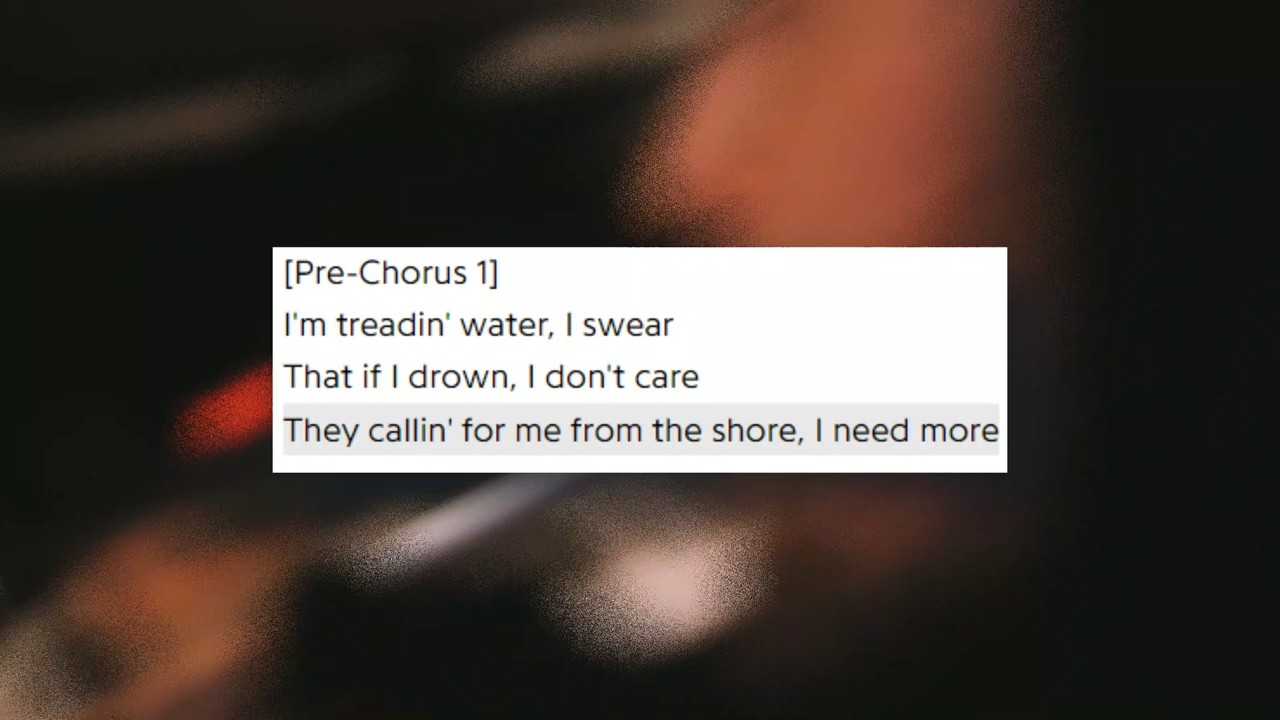 [Pre-Chorus 1]
I'm treadin' water, I swear
That if I drown, I don't care
They callin' for me from the shore, I need more